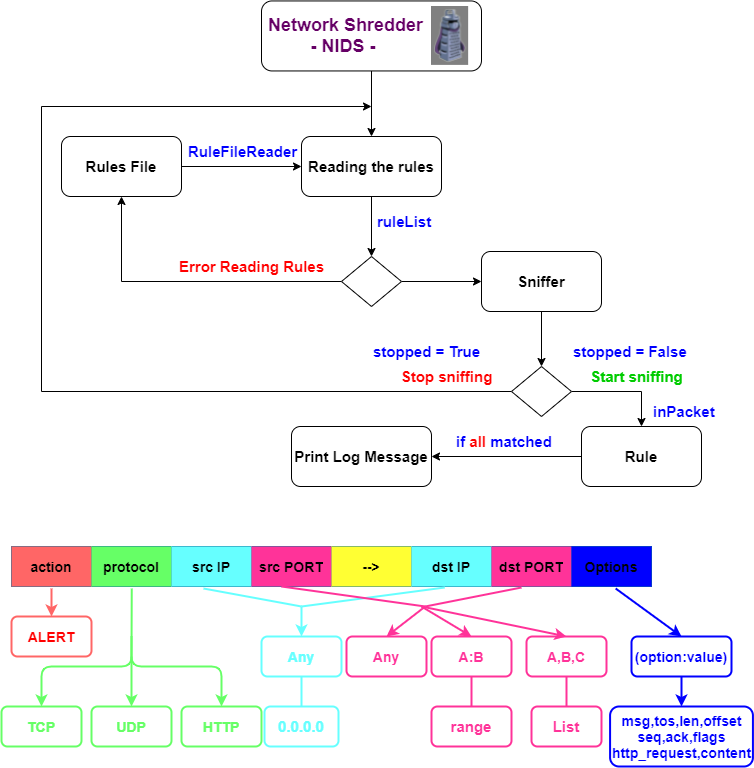 Network Shredder
- NIDS -
Rules File
RuleFileReader
Reading the rules
ruleList
Error Reading Rules
Sniffer
stopped = True
stopped = False
Stop sniffing
Start sniffing
inPacket
Print Log Message
if all matched
Rule
action
protocol
src IP
src PORT
-->
dst IP
dst PORT
Options
ALERT
Any
Any
A:B
A,B,C
(option:value)
TCP
UDP
HTTP
0.0.0.0
range
List
msg,tos,len,offset
seq,ack,flags
http_request,content